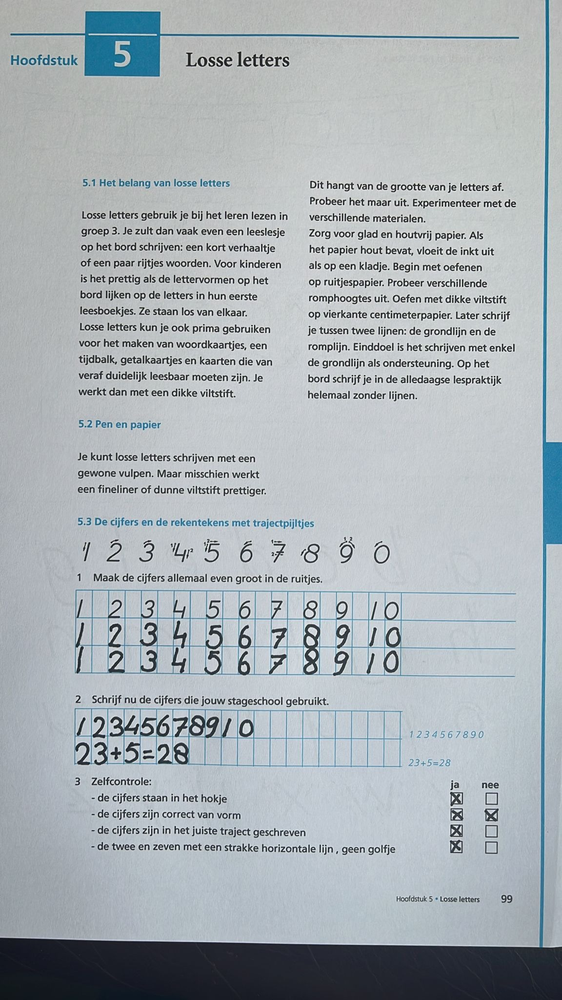 Hoofdstuk 5 Losse letters
5.1 Het belang van losse letters
Losse letters gebruik je bij het leren lezen in
groep 3. Je zult dan vaak even een leeslesje
op het bord schrijven: een kort verhaaltje
of een paar rijtjes woorden. Voor kinderen
is het prettig als de lettervormen op het
bord lijken op de letters in hun eerste
leesboekjes. Ze staan los van elkaar.
Losse letters kun je ook prima gebruiken
voor het maken van woordkaartjes, een
tijdbalk, getalkaartjes en kaarten die van
veraf duidelijk leesbaar moeten zijn. Je
werkt dan met een dikke viltstift.
5.2 Pen en papier
Je kunt losse letters schrijven met een
gewone vulpen. Maar misschien werkt
een fineliner of dunne viltstift prettiger.
Dit hangt van de grootte van je letters af.
Probeer het maar uit. Experimenteer met de
verschillende materialen.
Zorg voor glad en houtvrij papier. Als
het papier hout bevat, vloeit de inkt uit
als op een kladje. Begin met oefenen
op ruitjespapier. Probeer verschillende
romphoogtes uit. Oefen met dikke viltstift
op vierkante centimeterpapier. Later schrijf
je tussen twee lijnen: de grondlijn en de
romplijn. Einddoel is het schrijven met enkel
de grondlijn als ondersteuning. Op het
bord schrijf je in de alledaagse lespraktijk
helemaal zonder lijnen.
5.3 De cijfers en de rekentekens met trajectpijltjes
1 2 3 4 5 6 7 8 9 0
1 Maak de cijfers allemaal even groot in de ruitjes.
1 2 3 4 5 6 7 8 9 10
1 2 3 4 5 6 7 8 9 10
1 2 3 4 5 6 7 8 9 10
2 Schrijf nu de cijfers die jouw stageschool gebruikt.
1 2 3 4 5 6 7 8 9 1 0 1 2 3 4 5 6 7 8 9 0
23+5=28 23+5=28
3 Zelfcontrole: ja nee
- de cijfers staan in het hokje
- de cijfers zijn correct van vorm
- de cijfers zijn in het juiste traject geschreven
- de twee en zeven met een strakke horizontale lijn , geen golfje
Hoofdstuk 5 • Losse letters 99